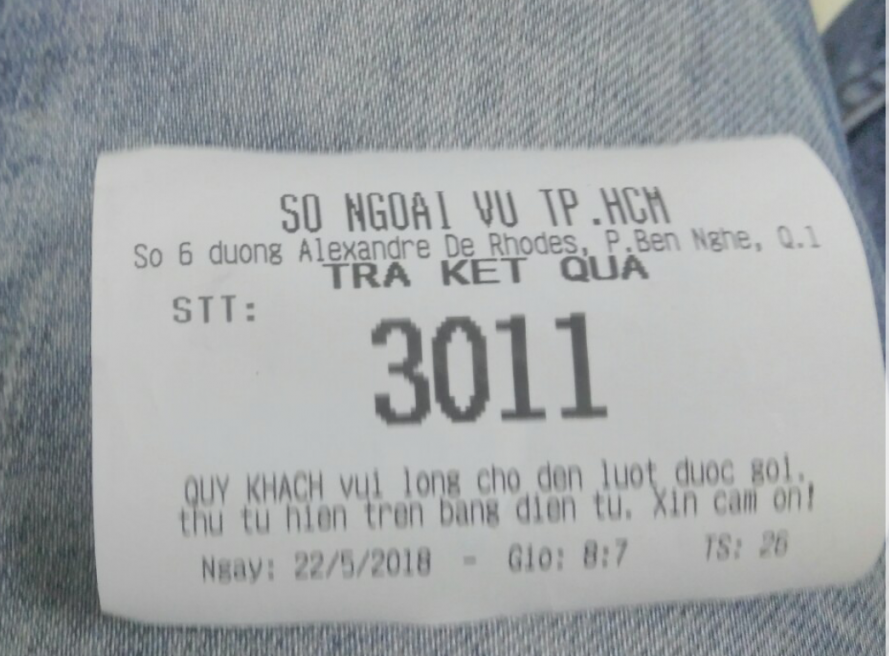 SO NGOAI VU TP.HCM
So 6 duong Alexandre De Rhodes, P.Ben Nghe, Q.1
TRA KET QUA
STT:
3011
QUY KHACH vui long cho den luot duoc goi,
thu tu hien tren bang dien tu. Xin cam on!
Ngay: 22/5/2018 - Gio: 8:7 TS: 26